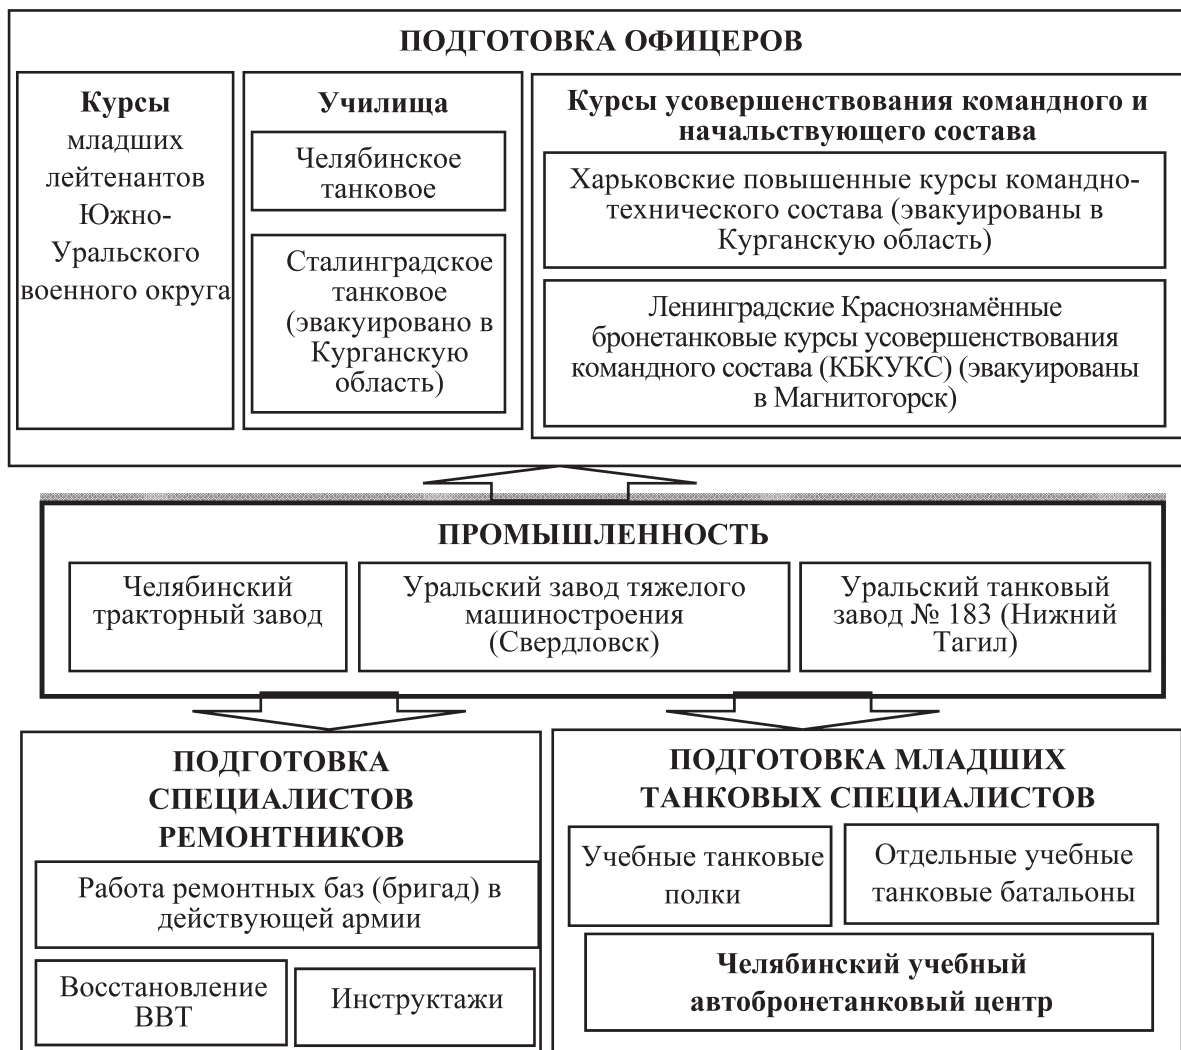 ПОДГОТОВКА ОФИЦЕРОВ
Курсы
младших
лейтенантов
Южно-
Уральского
военного округа
Училища
Челябинское
танковое
Сталинградское
танковое
(эвакуировано в
Курганскую
область)
Курсы усовершенствования командного и
начальствующего состава
Харьковские повышенные курсы командно-
технического состава (эвакуированы в
Курганскую область)
Ленинградские Краснознамённые
бронетанковые курсы усовершенствования
командного состава (КБКУКС) (эвакуированы
в Магнитогорск)
ПРОМЫШЛЕННОСТЬ
Челябинский
тракторный завод
Уральский завод тяжелого
машиностроения
(Свердловск)
Уральский танковый
завод № 183 (Нижний
Тагил)
ПОДГОТОВКА
СПЕЦИАЛИСТОВ
РЕМОНТНИКОВ
Работа ремонтных баз (бригад) в
действующей армии
Восстановление
ВВТ
Инструктажи
ПОДГОТОВКА МЛАДШИХ
ТАНКОВЫХ СПЕЦИАЛИСТОВ
Учебные танковые
полки
Отдельные учебные
танковые батальоны
Челябинский учебный
автобронетанковый центр